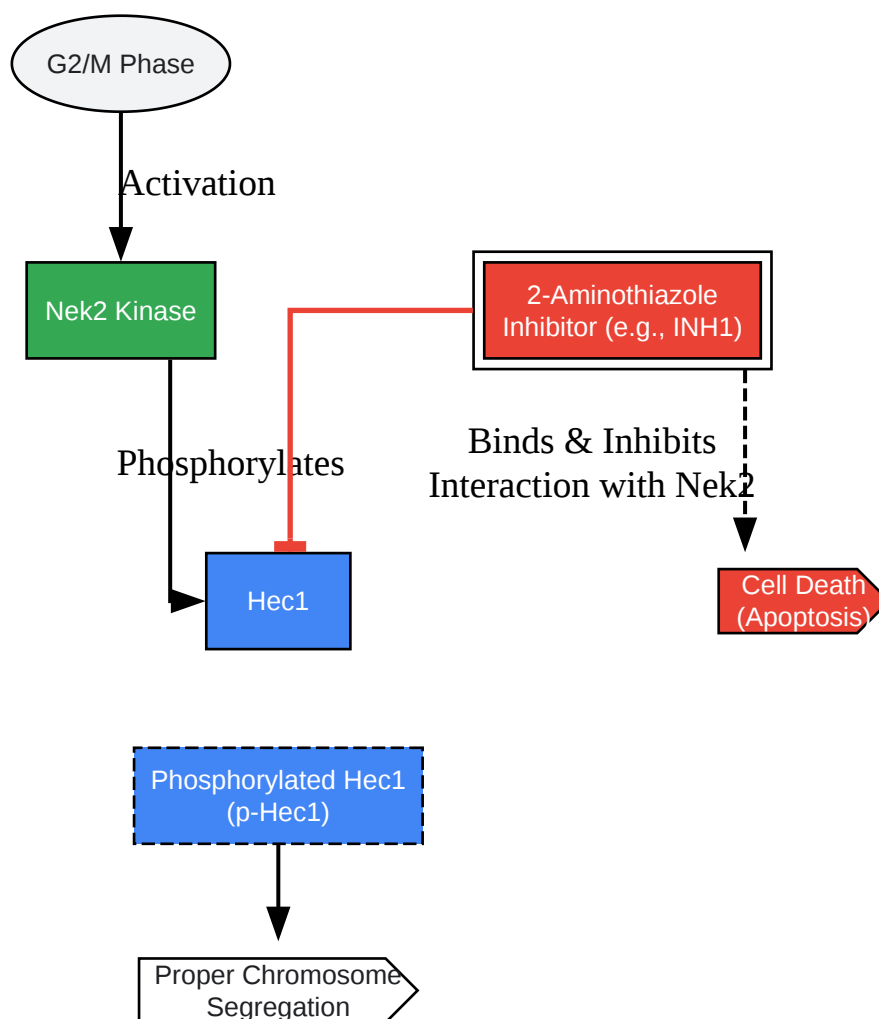 G2/M Phase
Activation
Nek2 Kinase
2-Aminothiazole
Inhibitor (e.g., INH1)
Phosphorylates
Binds & Inhibits
Interaction with Nek2
Hec1
Cell Death
(Apoptosis)
Phosphorylated Hec1
(p-Hec1)
Proper Chromosome
Segregation